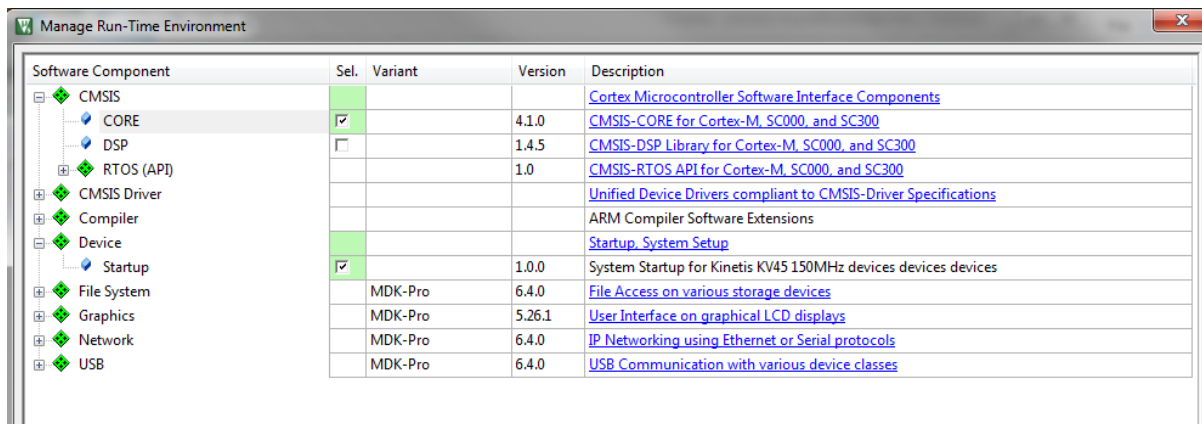 Manage Run-Time Environment
Software Component Sel. Variant Version Description
CMSIS Cortex Microcontroller Software Interface Components
CORE 4.1.0 CMSIS-CORE for Cortex-M, SC000, and SC300
DSP 1.4.5 CMSIS-DSP Library for Cortex-M, SC000, and SC300
RTOS (API) 1.0 CMSIS-RTOS API for Cortex-M, SC000, and SC300
CMSIS Driver Unified Device Drivers compliant to CMSIS-Driver Specifications
Compiler ARM Compiler Software Extensions
Device Startup, System Setup
Startup 1.0.0 System Startup for Kinetis KV45 150MHz devices devices devices
File System MDK-Pro 6.4.0 File Access on various storage devices
Graphics MDK-Pro 5.26.1 User Interface on graphical LCD displays
Network MDK-Pro 6.4.0 IP Networking using Ethernet or Serial protocols
USB MDK-Pro 6.4.0 USB Communication with various device classes